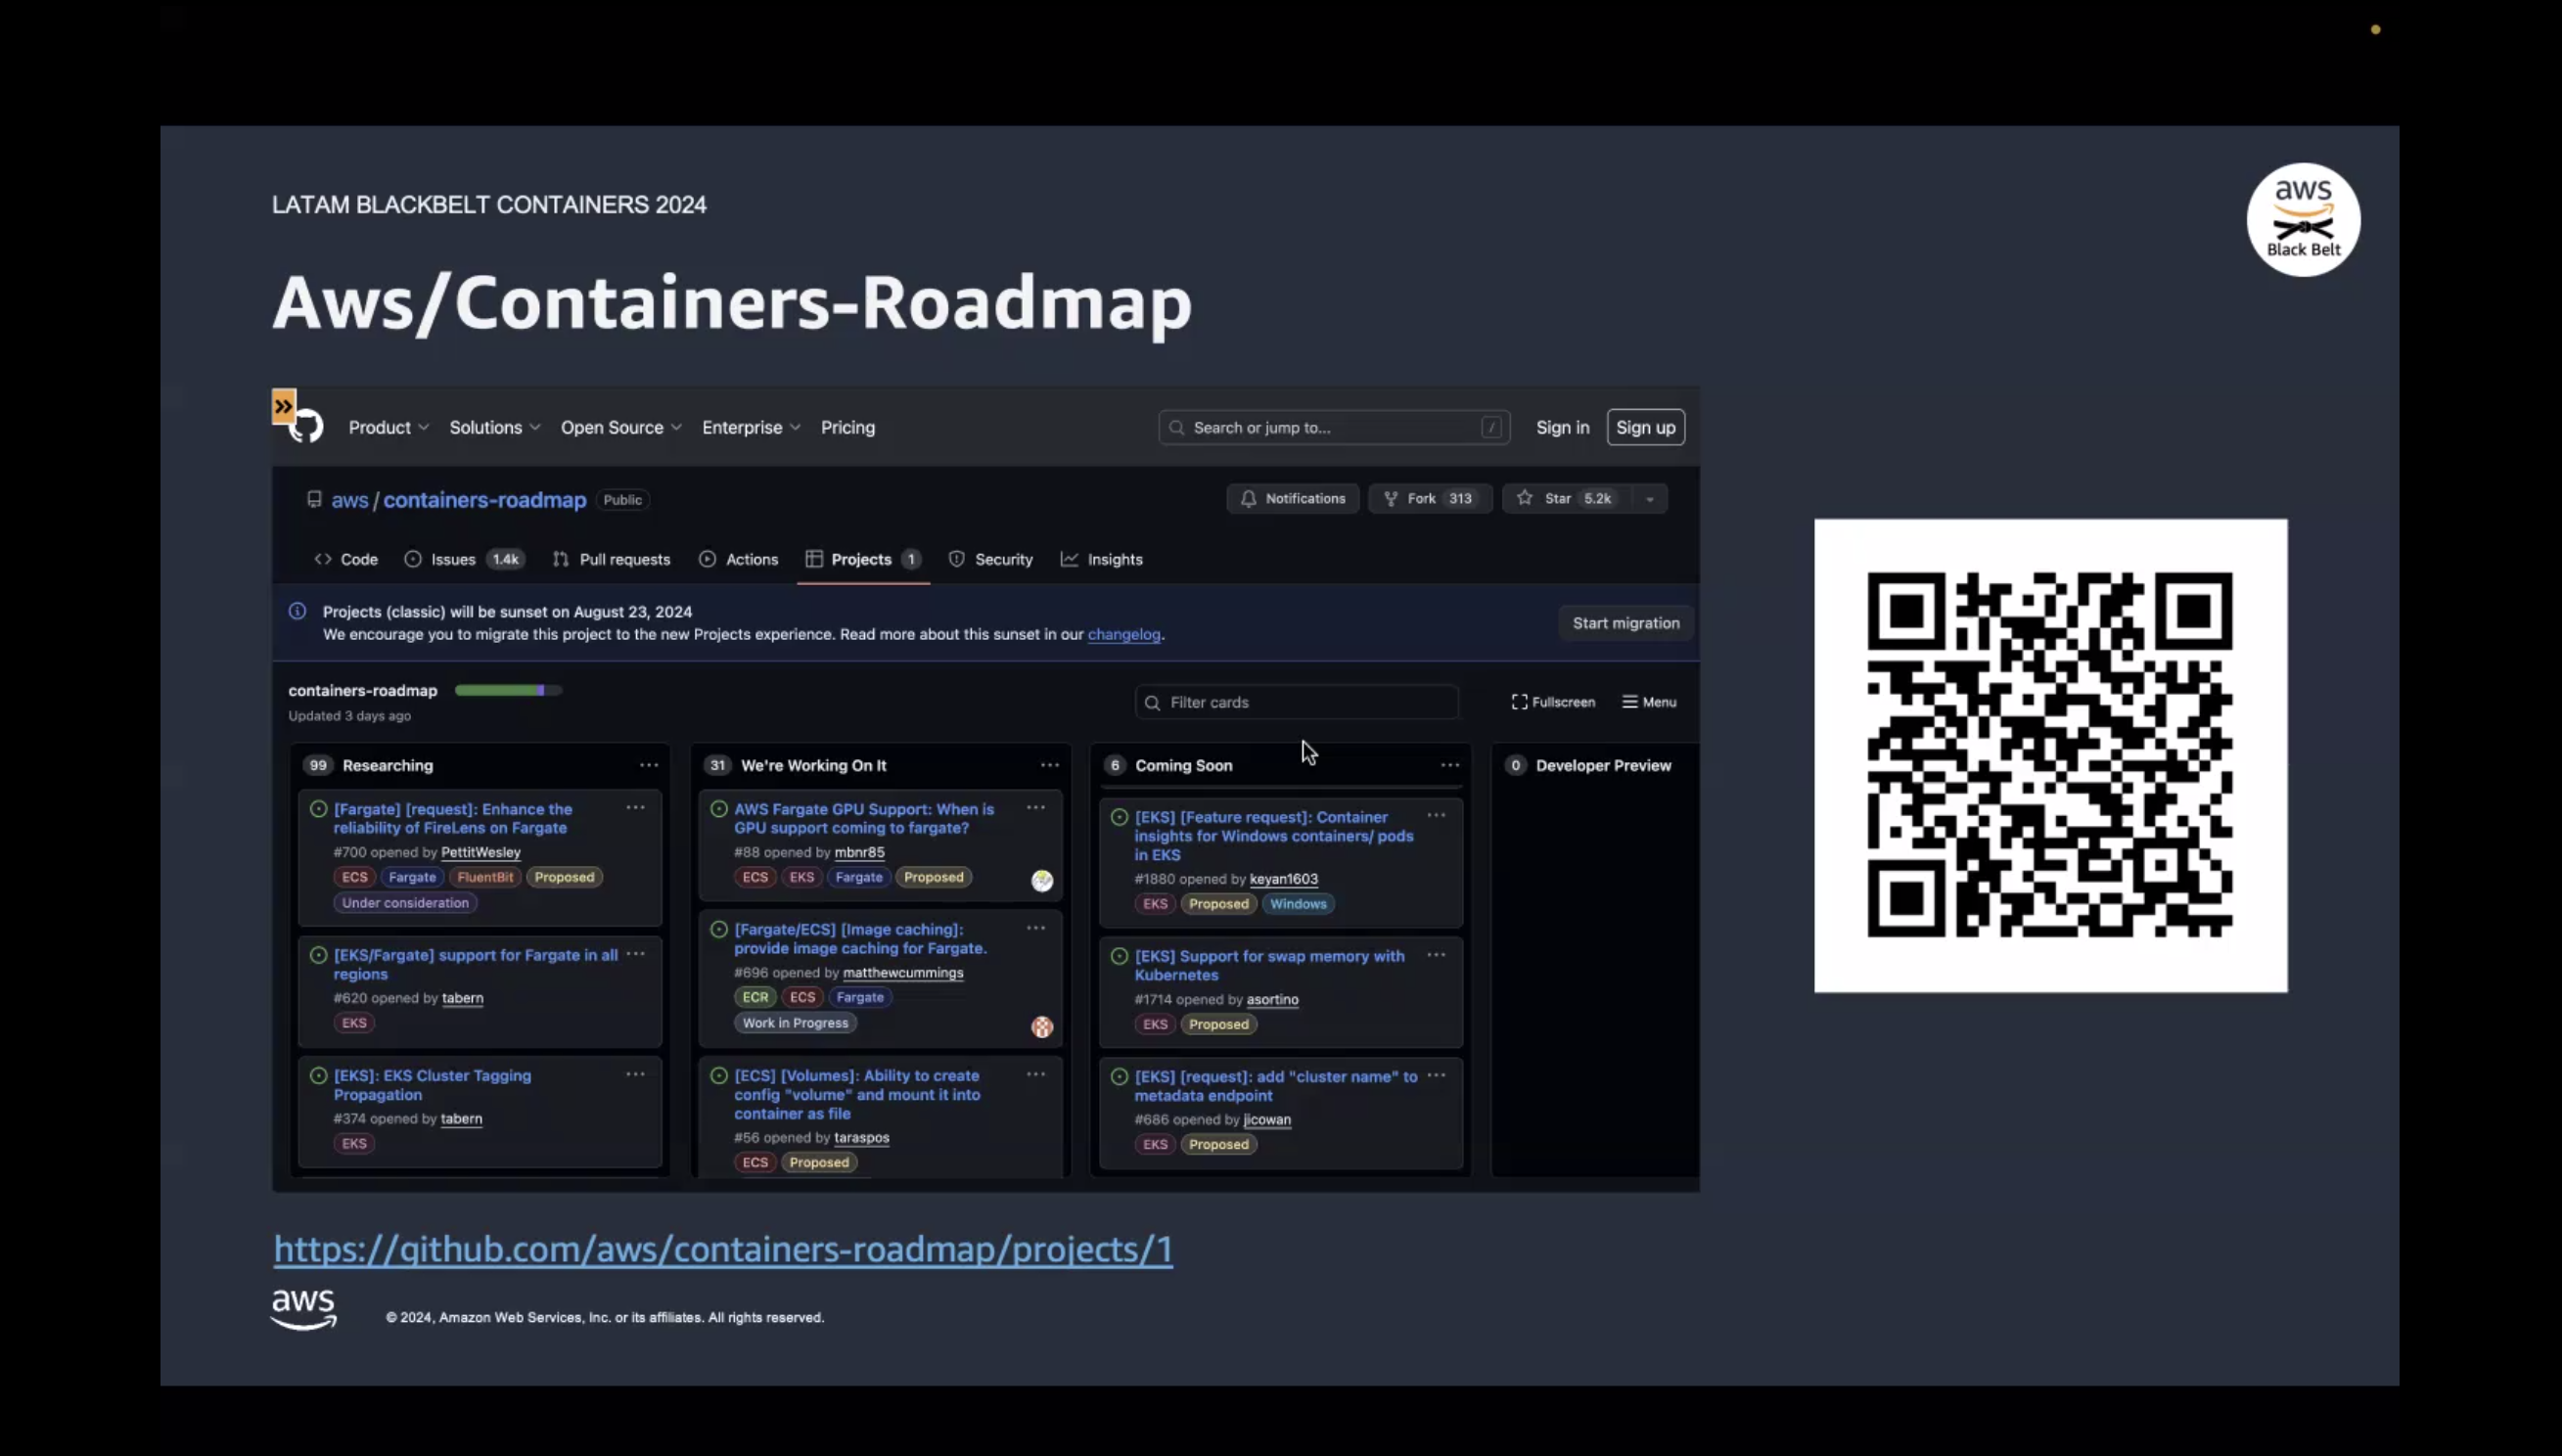 LATAM BLACKBELT CONTAINERS 2024
aws
Black Belt
Aws/Containers-Roadmap
Product
Solutions
Open Source
Enterprise
Pricing
Search or jump to...
/
Sign in
Sign up
aws / containers-roadmap
Public
Notifications
Fork 313
Star 5.2k
Code
Issues 1.4k
Pull requests
Actions
Projects 1
Security
Insights
Projects (classic) will be sunset on August 23, 2024
We encourage you to migrate this project to the new Projects experience. Read more about this sunset in our changelog.
Start migration
containers-roadmap
Updated 3 days ago
Filter cards
Fullscreen
Menu
99 Researching
[Fargate] [request]: Enhance the
reliability of FireLens on Fargate
#700 opened by PettitWesley
ECS Fargate FluentBit Proposed
Under consideration
[EKS/Fargate] support for Fargate in all
regions
#620 opened by tabern
EKS
[EKS]: EKS Cluster Tagging
Propagation
#374 opened by tabern
EKS
31 We're Working On It
AWS Fargate GPU Support: When is
GPU support coming to fargate?
#88 opened by mbnr85
ECS EKS Fargate Proposed
[Fargate/ECS] [Image caching]:
provide image caching for Fargate.
#696 opened by matthewcummings
ECR ECS Fargate
Work in Progress
[ECS] [Volumes]: Ability to create
config "volume" and mount it into
container as file
#56 opened by taraspos
ECS Proposed
6 Coming Soon
[EKS] [Feature request]: Container
insights for Windows containers/ pods
in EKS
#1880 opened by keyan1603
EKS Proposed Windows
[EKS] Support for swap memory with
Kubernetes
#1714 opened by asortino
EKS Proposed
[EKS] [request]: add "cluster name" to
metadata endpoint
#686 opened by jicowan
EKS Proposed
0 Developer Preview
https://github.com/aws/containers-roadmap/projects/1
aws
© 2024, Amazon Web Services, Inc. or its affiliates. All rights reserved.